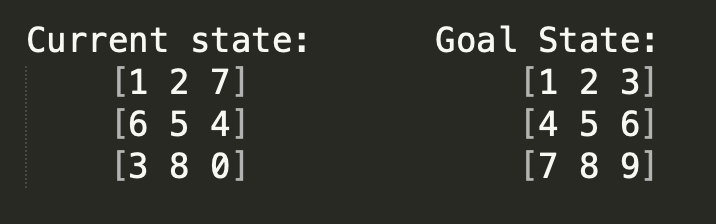 Current state: Goal State:
[1 2 7] [1 2 3]
[6 5 4] [4 5 6]
[3 8 0] [7 8 9]